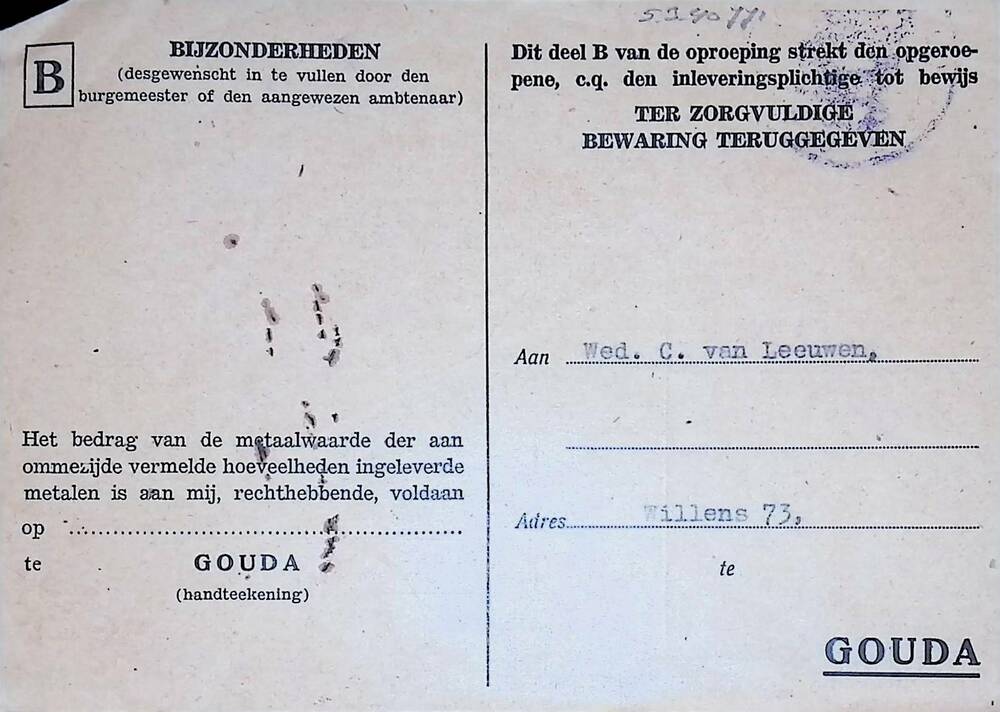 B
BIJZONDERHEDEN
(desgewenscht in te vullen door den
burgemeester of den aangewezen ambtenaar)
Het bedrag van de metaalwaarde der aan
ommezijde vermelde hoeveelheden ingeleverde
metalen is aan mij, rechthebbende, voldaan
op
te GOUDA
(handteekening)
Dit deel B van de oproeping strekt den opgeroe-
pene, c.q. den inleveringsplichtige tot bewijs
TER ZORGVULDIGE
BEWARING TERUGGEGEVEN
Aan Wed. C. van Leeuwen,
Adres Willens 73,
te
GOUDA